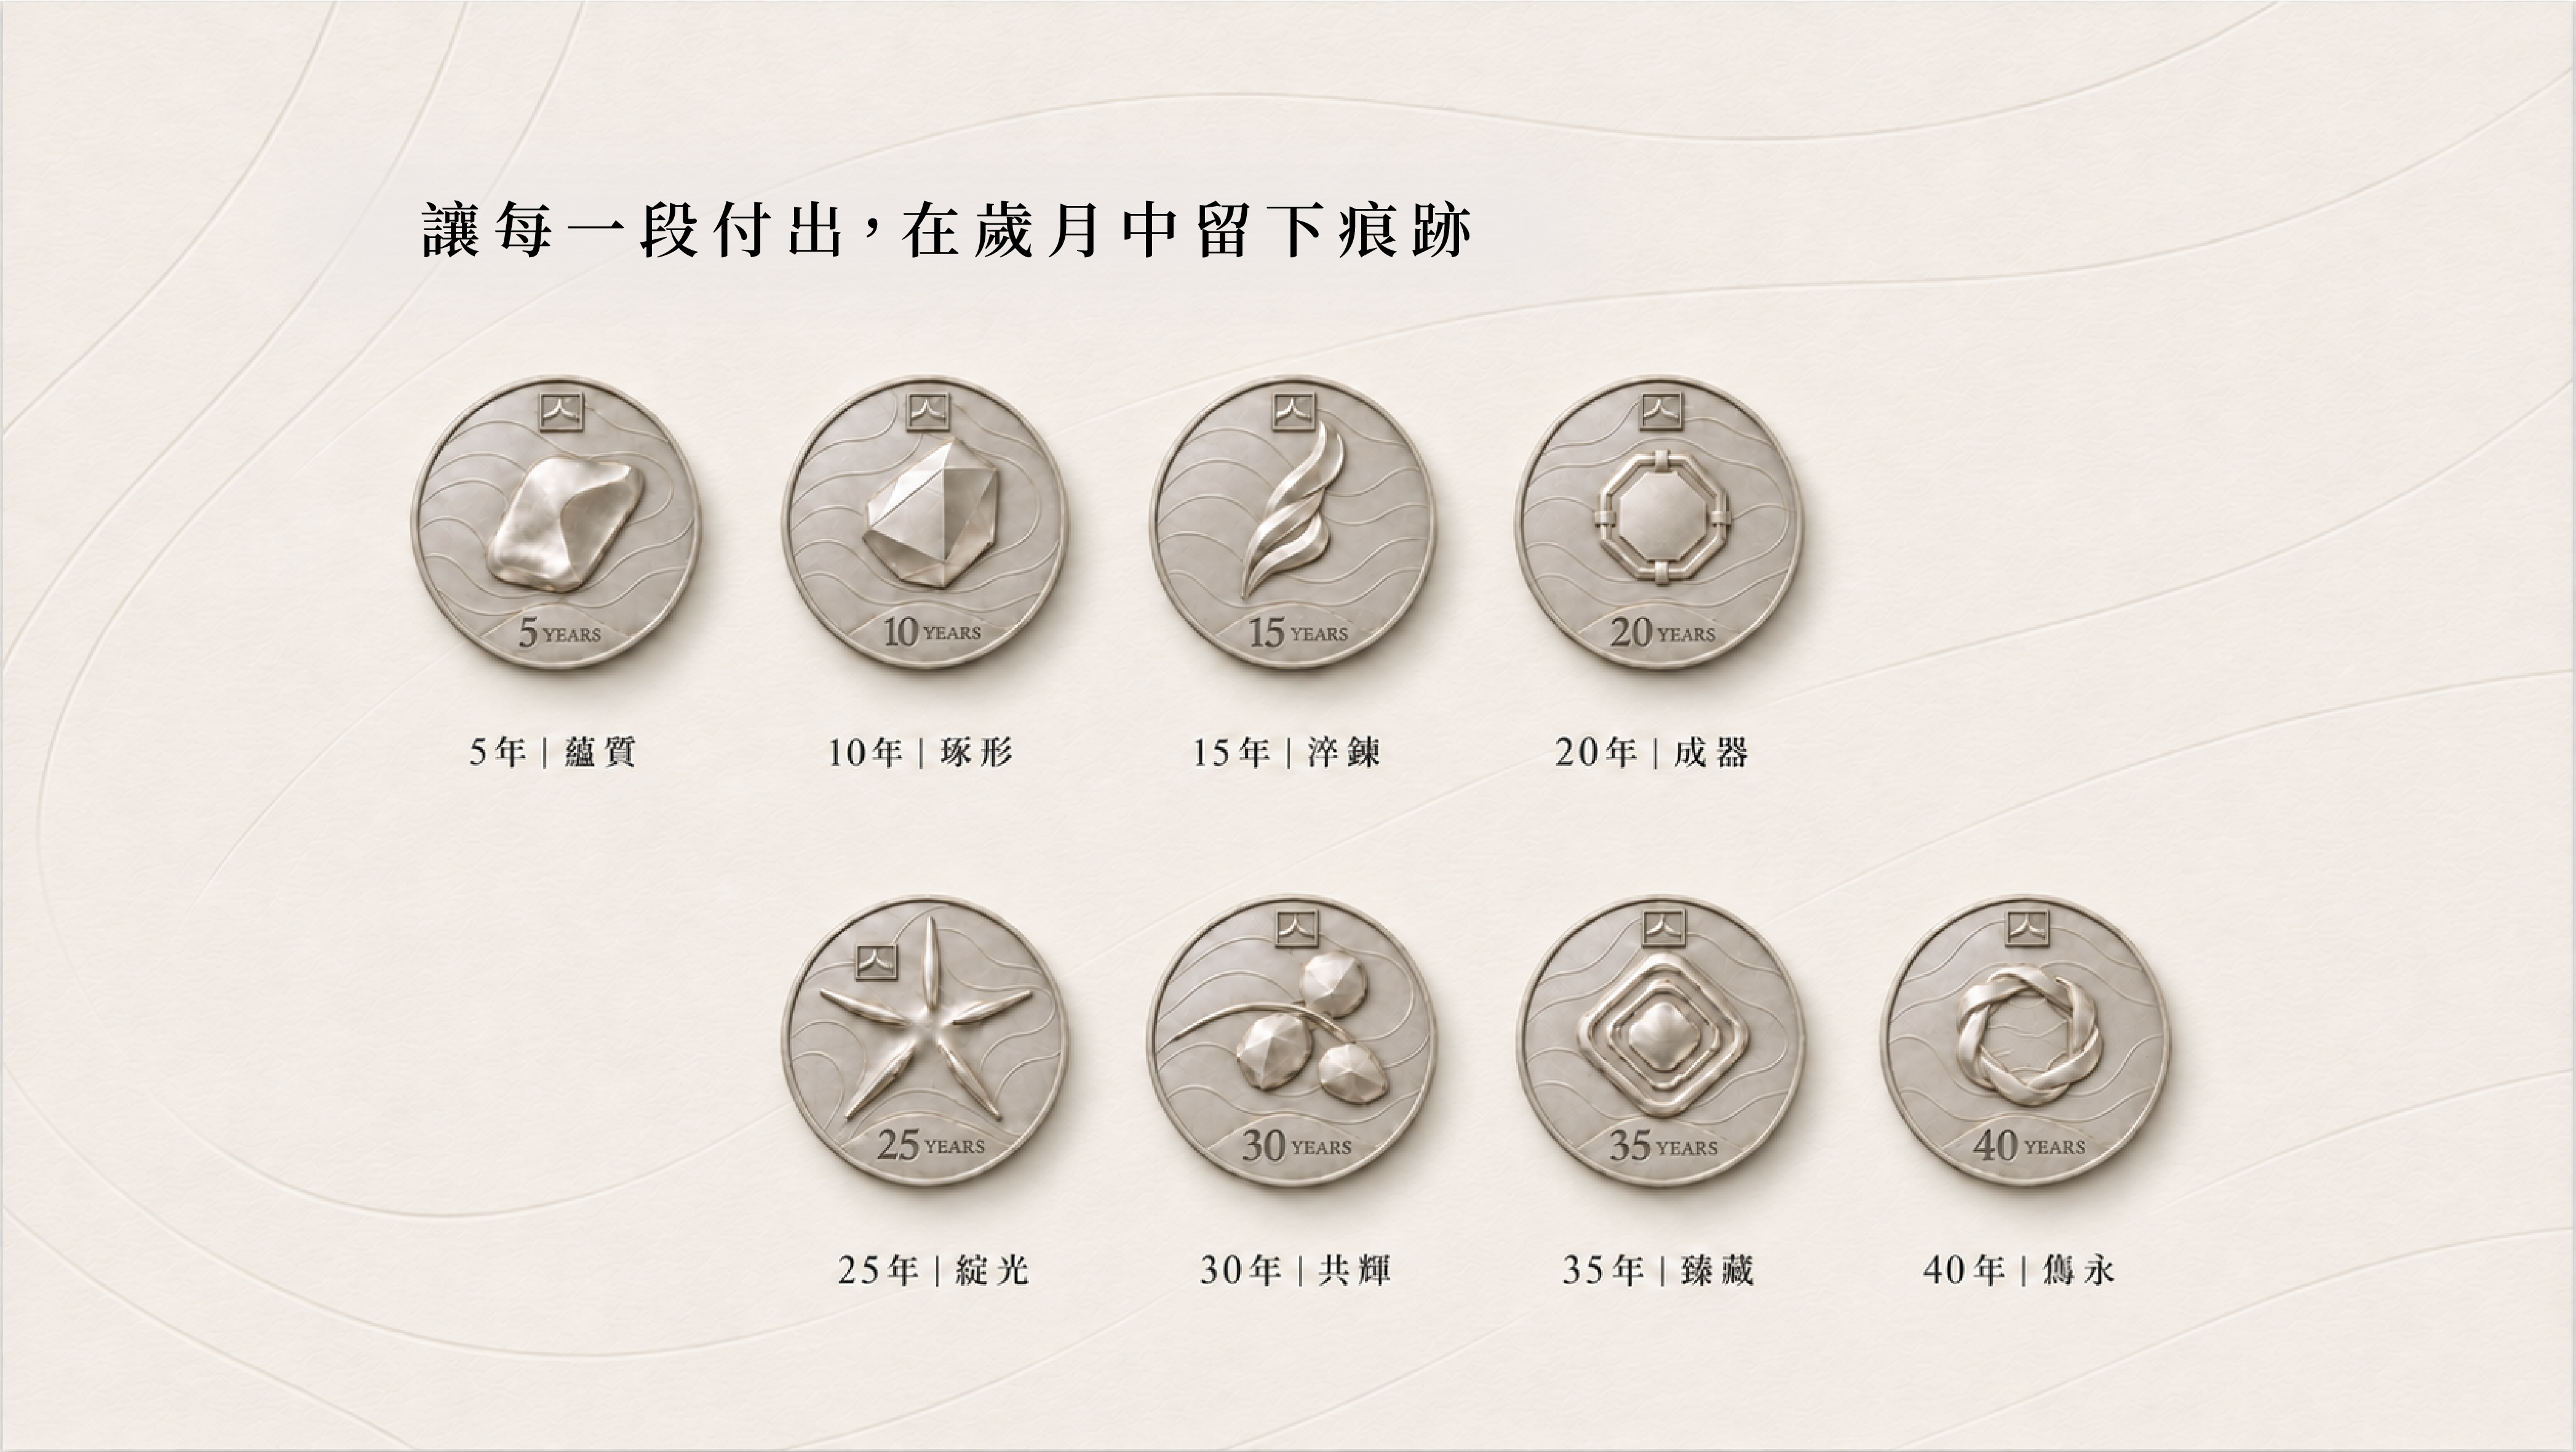 讓每一段付出，在歲月中留下痕跡
5 YEARS
10 YEARS
15 YEARS
20 YEARS
5年|蘊質
10年|琢形
15年|淬鍊
20年|成器
25 YEARS
30 YEARS
35 YEARS
40 YEARS
25年|綻光
30年|共輝
35年|臻藏
40年|雋永